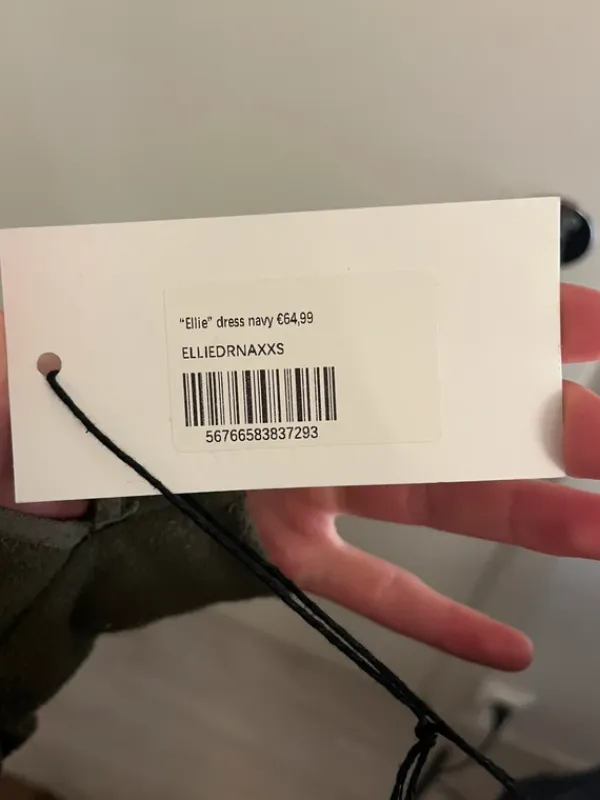 “Ellie” dress navy €64,99
ELLIEDRNAXXS
56766583837293